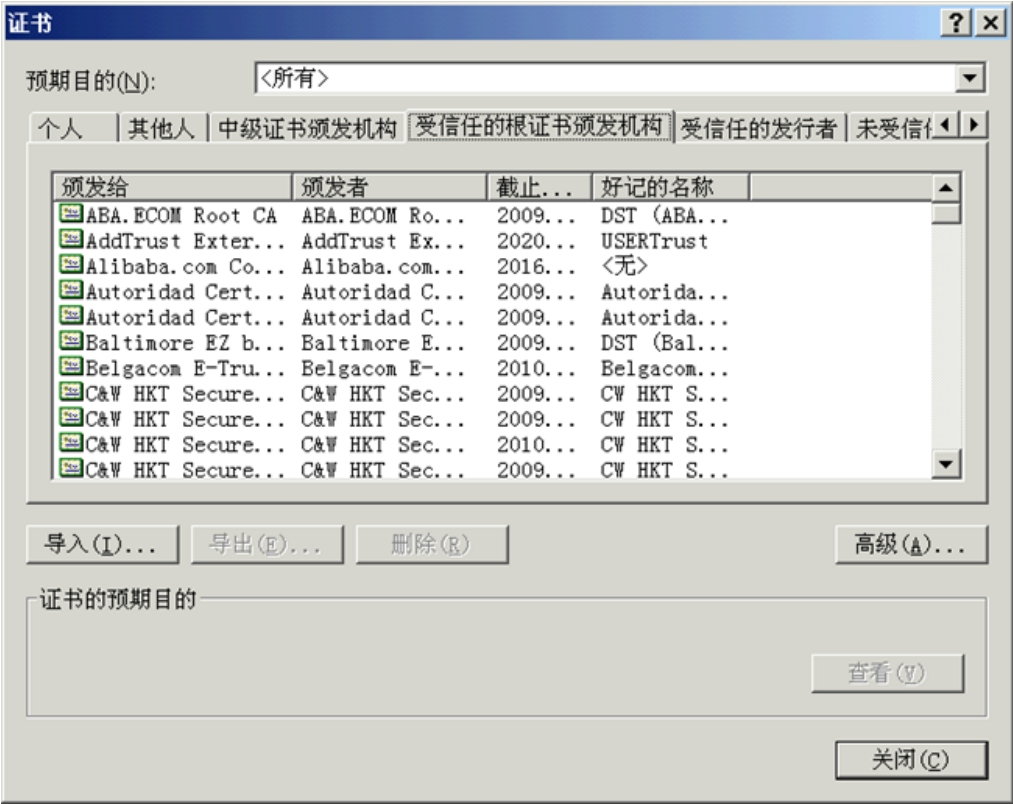 证书
预期目的(N): <所有>
个人 其他人 中级证书颁发机构 受信任的根证书颁发机构 受信任的发行者 未受信任
颁发给 颁发者 截止... 好记的名称
ABA.ECOM Root CA ABA.ECOM Ro... 2009... DST (ABA...
AddTrust Exter... AddTrust Ex... 2020... USERTrust
Alibaba.com Co... Alibaba.com... 2016... <无>
Autoridad Cert... Autoridad C... 2009... Autorida...
Autoridad Cert... Autoridad C... 2009... Autorida...
Baltimore EZ b... Baltimore E... 2009... DST (Bal...
Belgacom E-Tru... Belgacom E-... 2010... Belgacom...
C&W HKT Secure... C&W HKT Sec... 2009... CW HKT S...
C&W HKT Secure... C&W HKT Sec... 2009... CW HKT S...
C&W HKT Secure... C&W HKT Sec... 2010... CW HKT S...
C&W HKT Secure... C&W HKT Sec... 2009... CW HKT S...
导入(I)... 导出(E)... 删除(R) 高级(A)...
证书的预期目的
查看(V)
关闭(C)